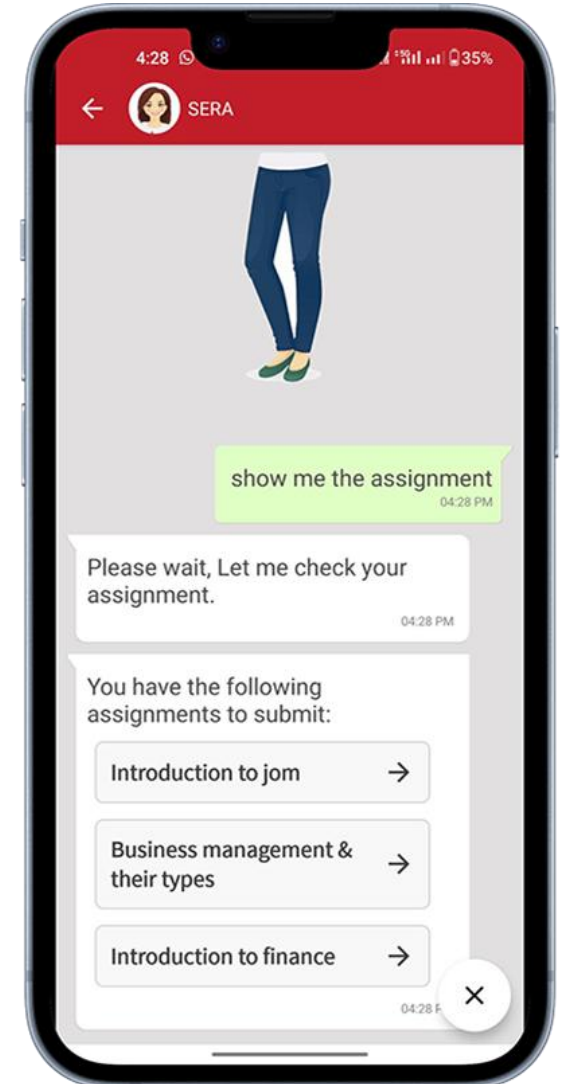 4:28 35%
SERA
show me the assignment
04:28 PM
Please wait, Let me check your
assignment.
04:28 PM
You have the following
assignments to submit:
Introduction to jom
Business management &
their types
Introduction to finance
04:28